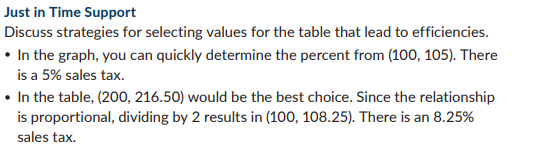 Just in Time Support
Discuss strategies for selecting values for the table that lead to efficiencies.
• In the graph, you can quickly determine the percent from (100, 105). There
is a 5% sales tax.
• In the table, (200, 216.50) would be the best choice. Since the relationship
is proportional, dividing by 2 results in (100, 108.25). There is an 8.25%
sales tax.